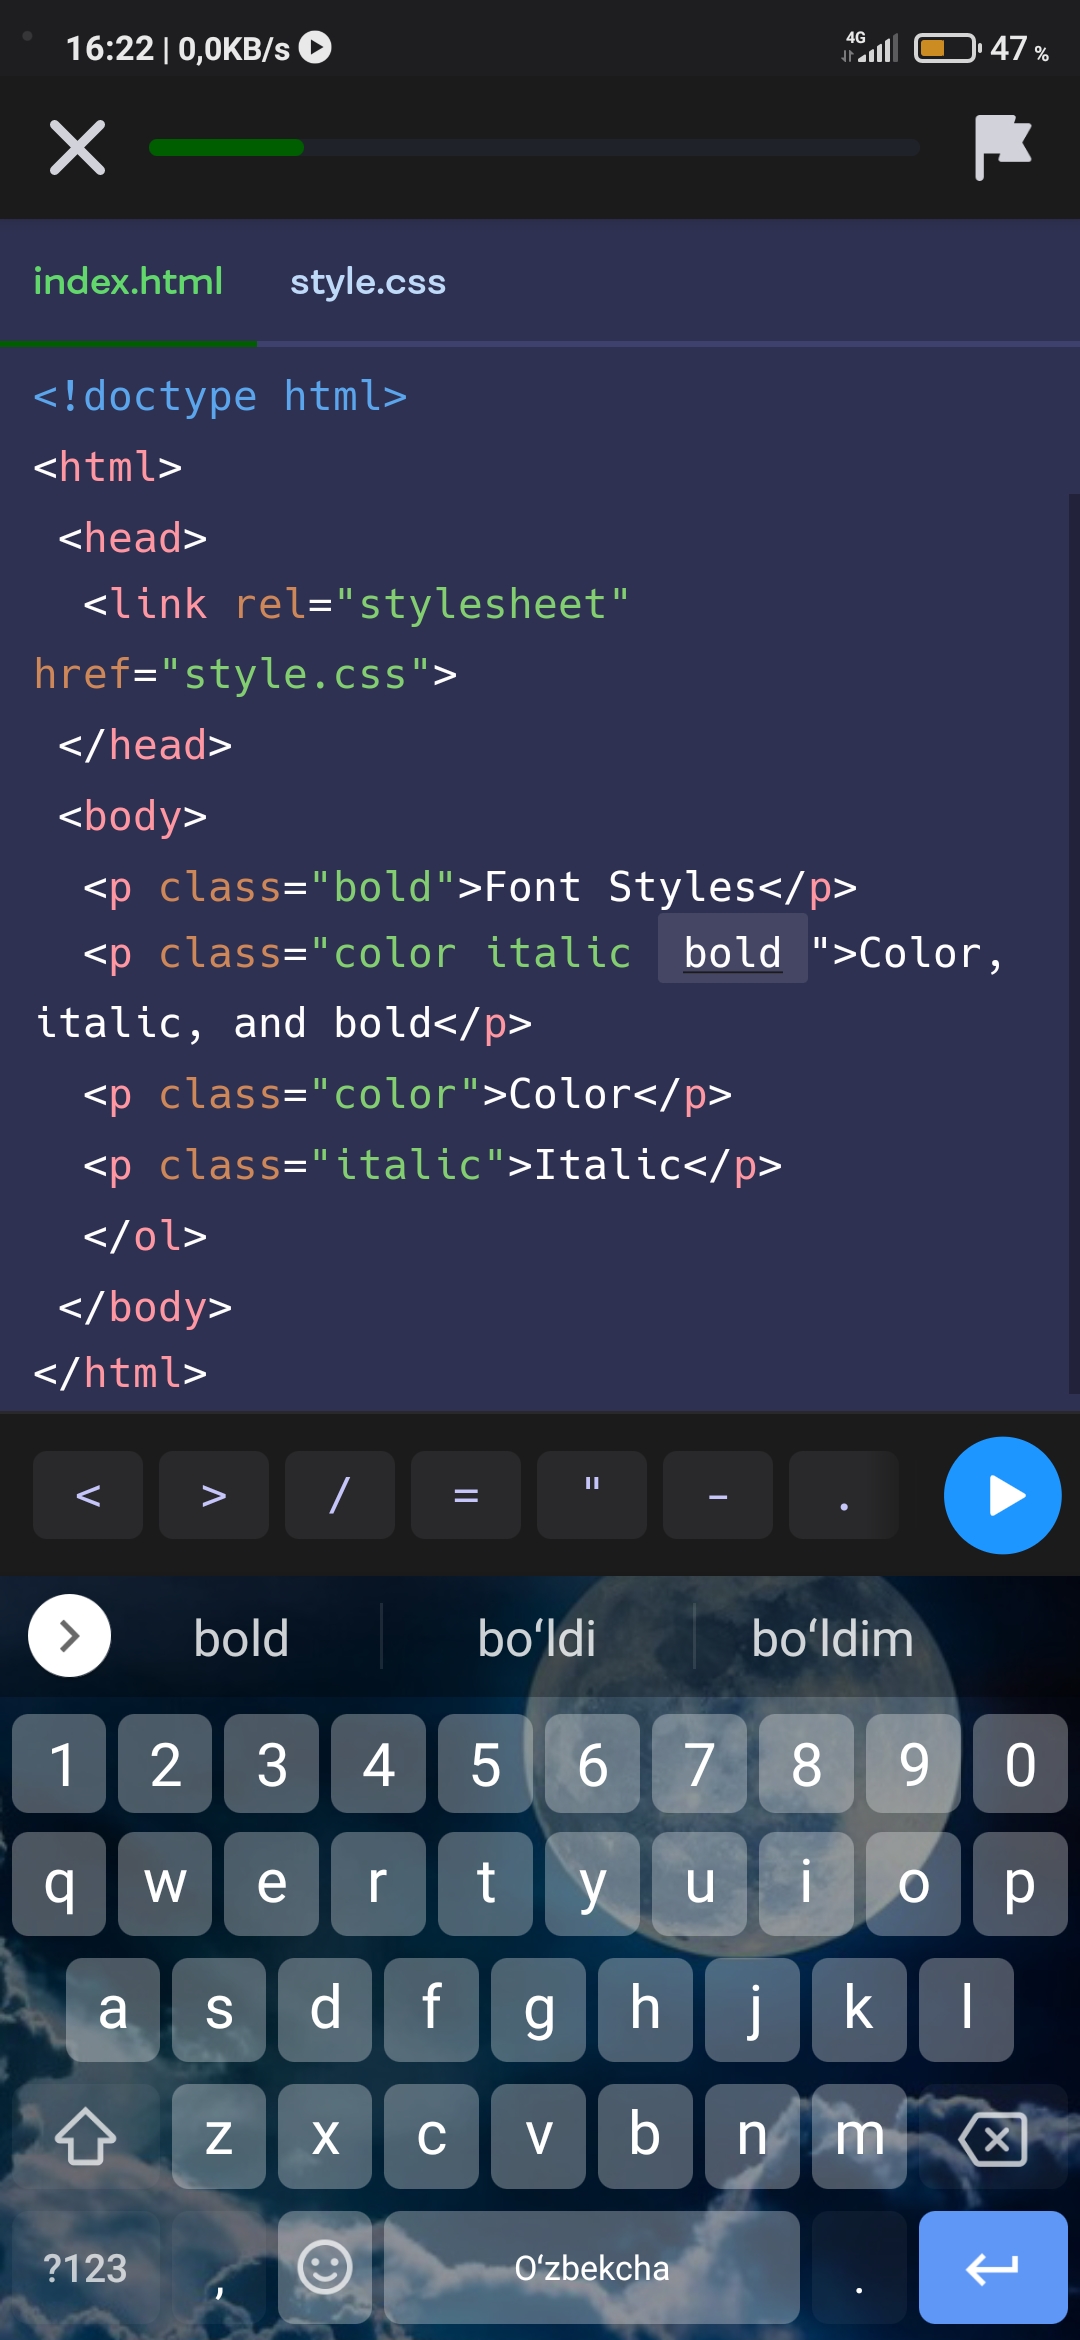 16:22 | 0,0KB/s
4G
47 %
index.html style.css
<!doctype html>
<html>
<head>
<link rel="stylesheet"
href="style.css">
</head>
<body>
<p class="bold">Font Styles</p>
<p class="color italic bold ">Color,
italic, and bold</p>
<p class="color">Color</p>
<p class="italic">Italic</p>
</ol>
</body>
</html>
< > / = " - .
bold bo‘ldi bo‘ldim
1 2 3 4 5 6 7 8 9 0
q w e r t y u i o p
a s d f g h j k l
z x c v b n m
?123 , O‘zbekcha .